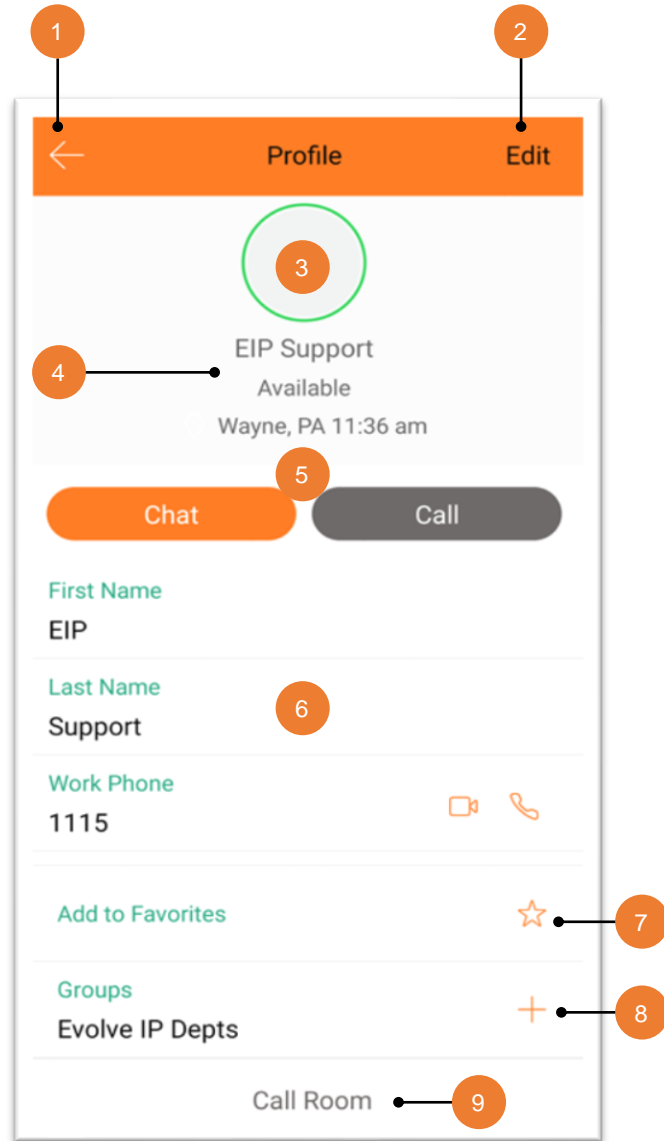 1
2
Profile
Edit
3
EIP Support
4
Available
Wayne, PA 11:36 am
5
Chat
Call
First Name
EIP
Last Name
6
Support
Work Phone
1115
Add to Favorites
7
Groups
8
Evolve IP Depts
Call Room
9